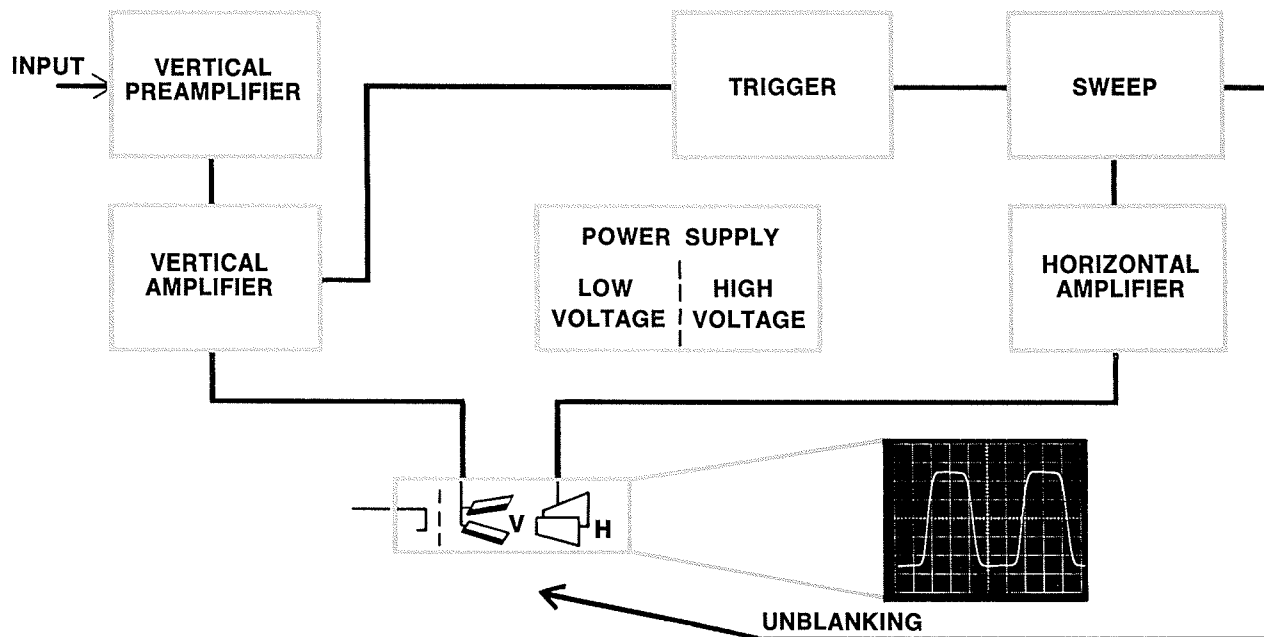 INPUT
VERTICAL
PREAMPLIFIER
TRIGGER
SWEEP
VERTICAL
AMPLIFIER
POWER SUPPLY
LOW
VOLTAGE
HIGH
VOLTAGE
HORIZONTAL
AMPLIFIER
V
H
UNBLANKING